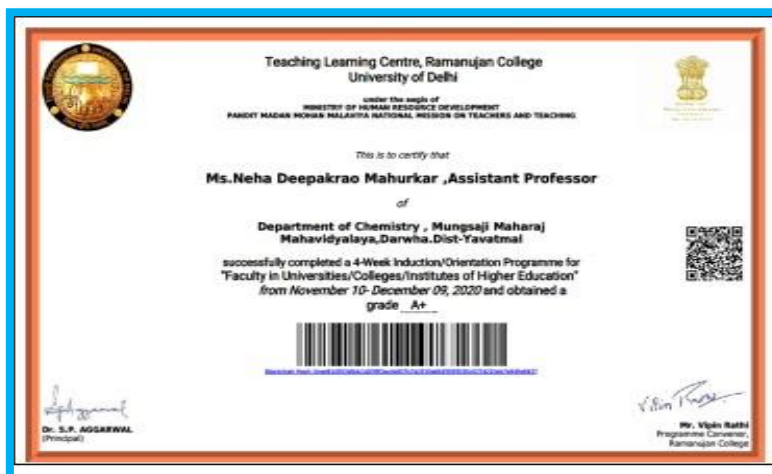 Teaching Learning Centre, Ramanujan College
University of Delhi
under the aegis of
MINISTRY OF HUMAN RESOURCE DEVELOPMENT
PANDIT MADAN MOHAN MALAVIYA NATIONAL MISSION ON TEACHERS AND TEACHING
This is to certify that
Ms.Neha Deepakrao Mahurkar ,Assistant Professor
of
Department of Chemistry , Mungsaji Maharaj
Mahavidyalaya,Darwha.Dist-Yavatmal
successfully completed a 4-Week Induction/Orientation Programme for
"Faculty in Universities/Colleges/Institutes of Higher Education"
from November 10- December 09, 2020 and obtained a
grade A+
Dr. S.P. AGGARWAL
(Principal)
Mr. Vipin Rathi
Programme Convener,
Ramanujan College